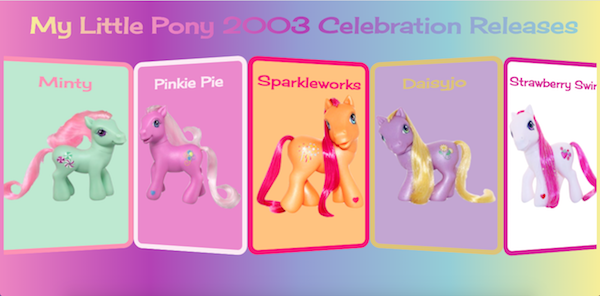 My Little Pony 2003 Celebration Releases
Minty
Pinkie Pie
Sparkleworks
Daisyjo
Strawberry Swir